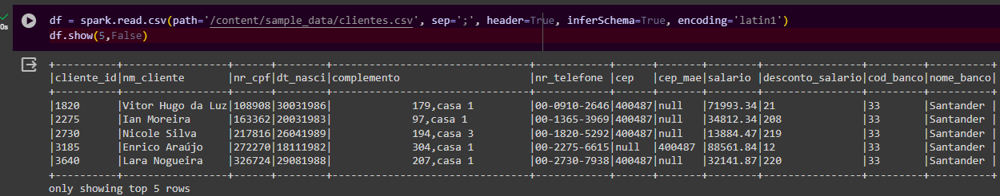 0s
df = spark.read.csv(path='/content/sample_data/clientes.csv', sep=';', header=True, inferSchema=True, encoding='latin1')
df.show(5,False)
+----------+----------------+------+--------+------------------------------+------------+------+-------+--------+----------------+---------+----------+
|cliente_id|nm_cliente      |nr_cpf|dt_nasci|complemento                   |nr_telefone |cep   |cep_mae|salario |desconto_salario|cod_banco|nome_banco|
+----------+----------------+------+--------+------------------------------+------------+------+-------+--------+----------------+---------+----------+
|1820      |Vitor Hugo da Luz|108908|30031986|            179,casa 1        |00-0910-2646|400487|null   |71993.34|21              |33       |Santander |
|2275      |Ian Moreira     |163362|20031983|            97,casa 1         |00-1365-3969|400487|null   |34812.34|208             |33       |Santander |
|2730      |Nicole Silva    |217816|26041989|            194,casa 3        |00-1820-5292|400487|null   |13884.47|219             |33       |Santander |
|3185      |Enrico Araújo   |272270|18111982|            304,casa 1        |00-2275-6615|null  |400487 |88561.84|12              |33       |Santander |
|3640      |Lara Nogueira   |326724|29081988|            207,casa 1        |00-2730-7938|400487|null   |32141.87|220             |33       |Santander |
+----------+----------------+------+--------+------------------------------+------------+------+-------+--------+----------------+---------+----------+
only showing top 5 rows